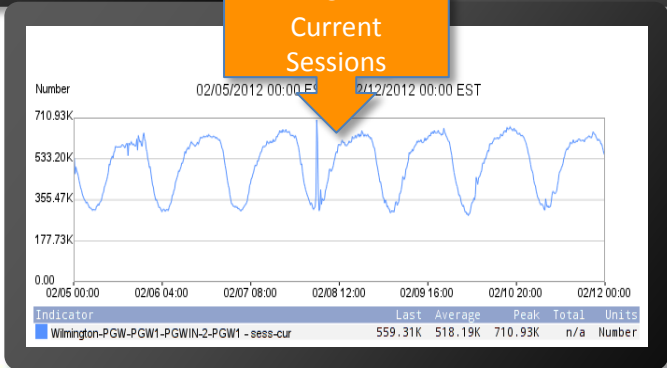 Current
Sessions
Number
02/05/2012 00:00 ES 2/12/2012 00:00 EST
710.93K
533.20K
355.47K
177.73K
0.00
02/05 00:00 02/06 04:00 02/07 08:00 02/08 12:00 02/09 16:00 02/10 20:00 02/12 00:00
Indicator Last Average Peak Total Units
Wilmington-PGW-PGW1-PGWIN-2-PGW1 - sess-cur 559.31K 518.19K 710.93K n/a Number